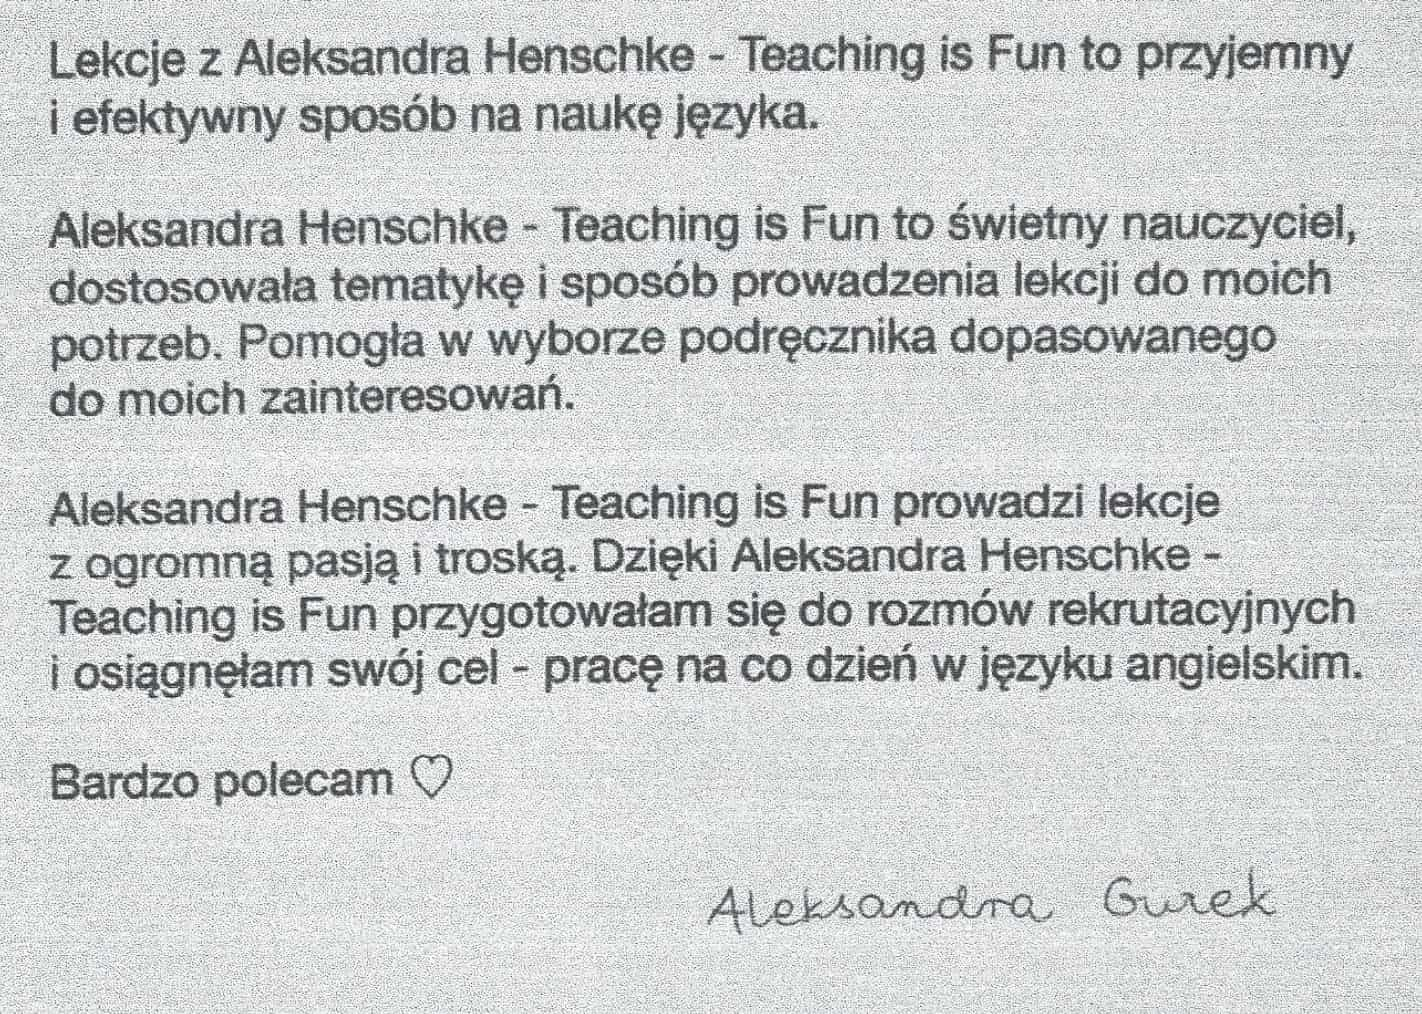 Lekcje z Aleksandra Henschke - Teaching is Fun to przyjemny
i efektywny sposób na naukę języka.
Aleksandra Henschke - Teaching is Fun to świetny nauczyciel,
dostosowała tematykę i sposób prowadzenia lekcji do moich
potrzeb. Pomogła w wyborze podręcznika dopasowanego
do moich zainteresowań.
Aleksandra Henschke - Teaching is Fun prowadzi lekcje
z ogromną pasją i troską. Dzięki Aleksandra Henschke -
Teaching is Fun przygotowałam się do rozmów rekrutacyjnych
i osiągnęłam swój cel - pracę na co dzień w języku angielskim.
Bardzo polecam ♡
Aleksandra Gurek